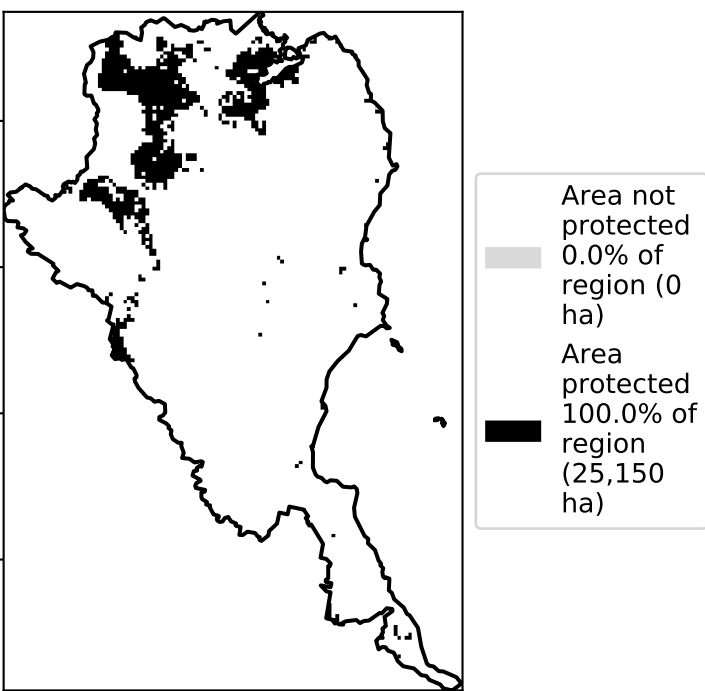 Area not
protected
0.0% of
region (0
ha)
Area
protected
100.0% of
region
(25,150
ha)